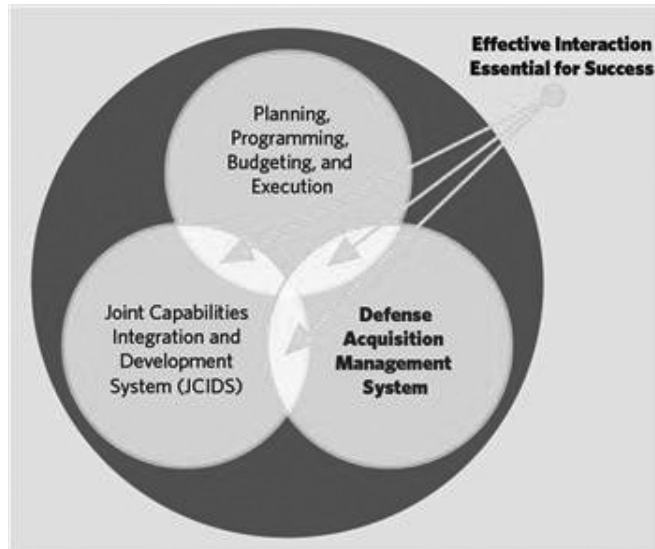 Effective Interaction
Essential for Success
Planning,
Programming,
Budgeting, and
Execution
Joint Capabilities
Integration and
Development
System (JCIDS)
Defense
Acquisition
Management
System